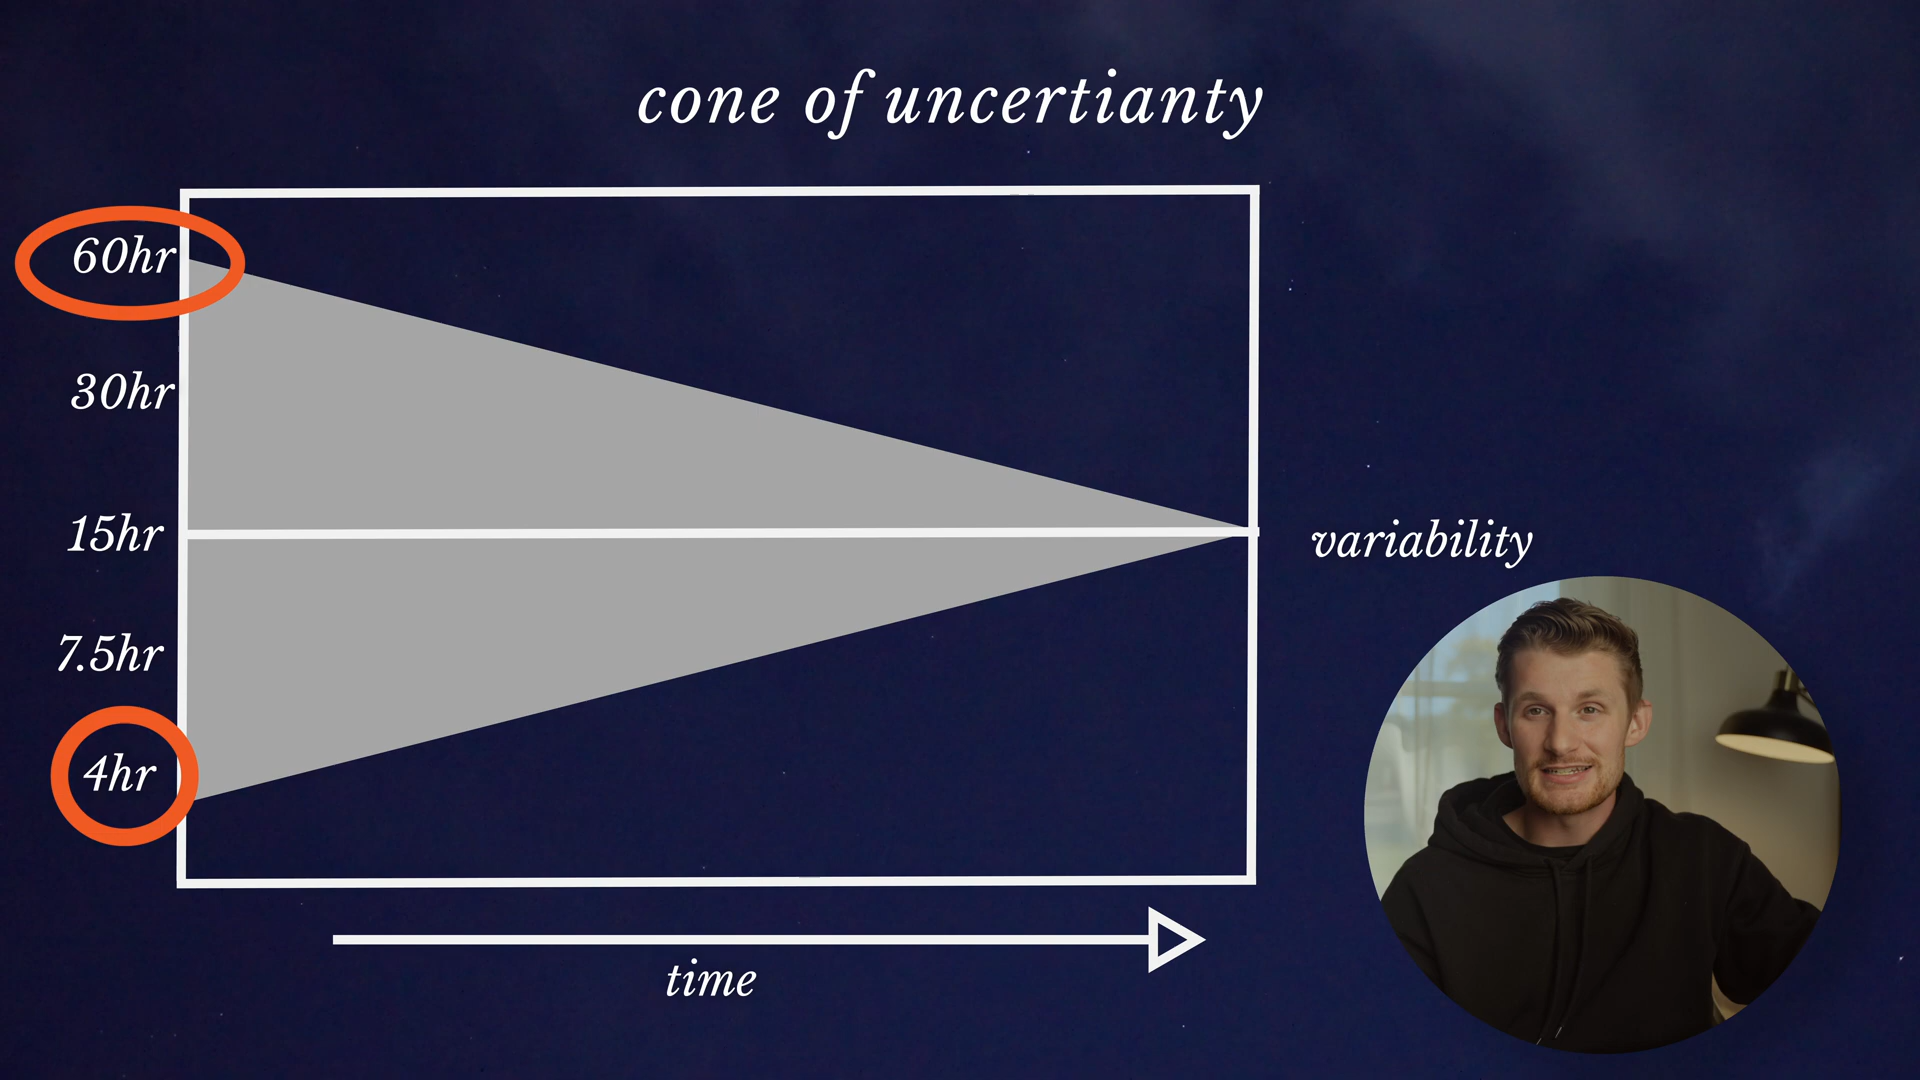 cone of uncertianty
60hr
30hr
15hr
variability
7.5hr
4hr
time